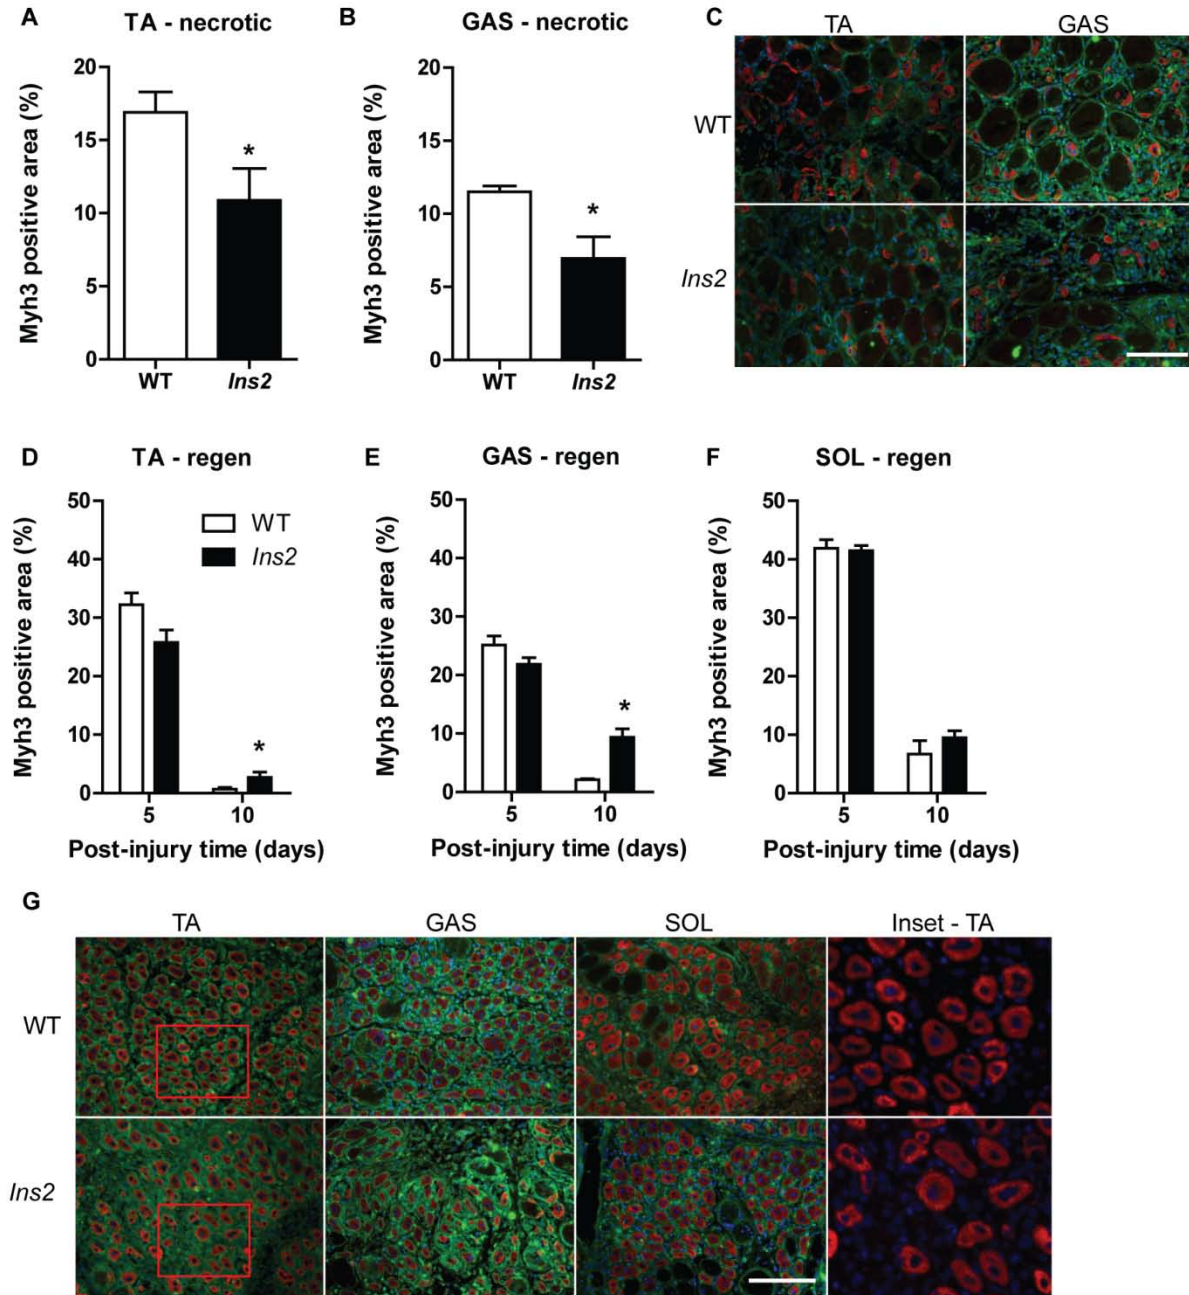 A
TA - necrotic
Myh3 positive area (%)
20
15
10
5
0
*
WT
Ins2
B
GAS - necrotic
Myh3 positive area (%)
20
15
10
5
0
*
WT
Ins2
C
TA
GAS
WT
Ins2
D
TA - regen
Myh3 positive area (%)
50
40
30
20
10
0
WT
Ins2
*
5
10
Post-injury time (days)
E
GAS - regen
Myh3 positive area (%)
50
40
30
20
10
0
*
5
10
Post-injury time (days)
F
SOL - regen
Myh3 positive area (%)
50
40
30
20
10
0
5
10
Post-injury time (days)
G
TA
GAS
SOL
Inset - TA
WT
Ins2